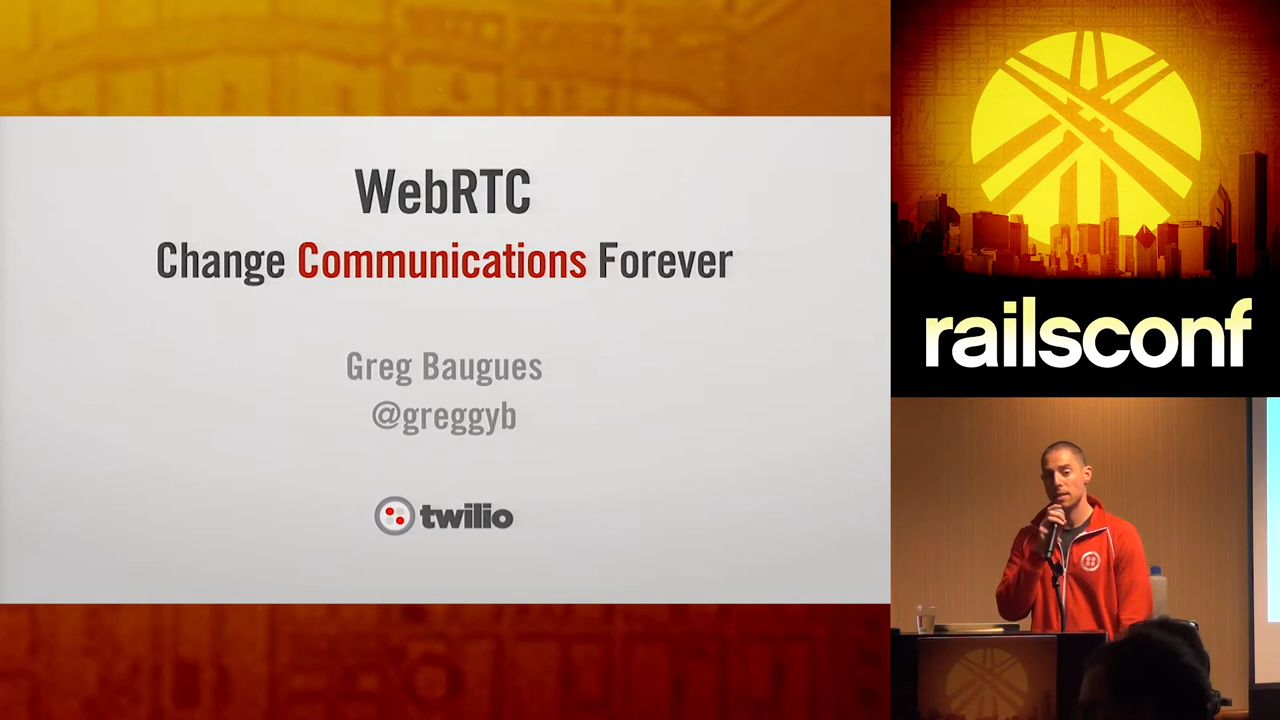 WebRTC
Change Communications Forever
Greg Baugues
@greggyb
twilio
railsconf